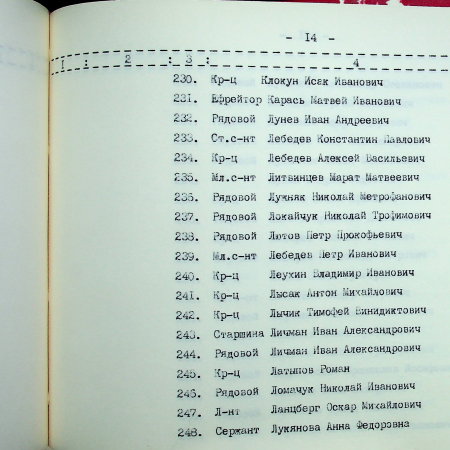 - 14 -
1 : 2 : 3 : 4
230. Кр-ц Клокун Исак Иванович
231. Ефрейтор Карась Матвей Иванович
232. Рядовой Лунев Иван Андреевич
233. Ст.с-нт Лебедев Константин Павлович
234. Кр-ц Лебедев Алексей Васильевич
235. Мл.с-нт Литвинцев Марат Матвеевич
236. Рядовой Лукняк Николай Метрофанович
237. Рядовой Локайчук Николай Трофимович
238. Рядовой Лютов Петр Прокофьевич
239. Мл.с-нт Лебедев Петр Иванович
240. Кр-ц Леухин Владимир Иванович
241. Кр-ц Лысак Антон Михайлович
242. Кр-ц Лычик Тимофей Винидиктович
243. Старшина Личман Иван Александрович
244. Рядовой Личман Иван Александрович
245. Кр-ц Латыпов Роман
246. Рядовой Ломачук Николай Иванович
247. Л-нт Ланцберг Оскар Михайлович
248. Сержант Лукянова Анна Федоровна